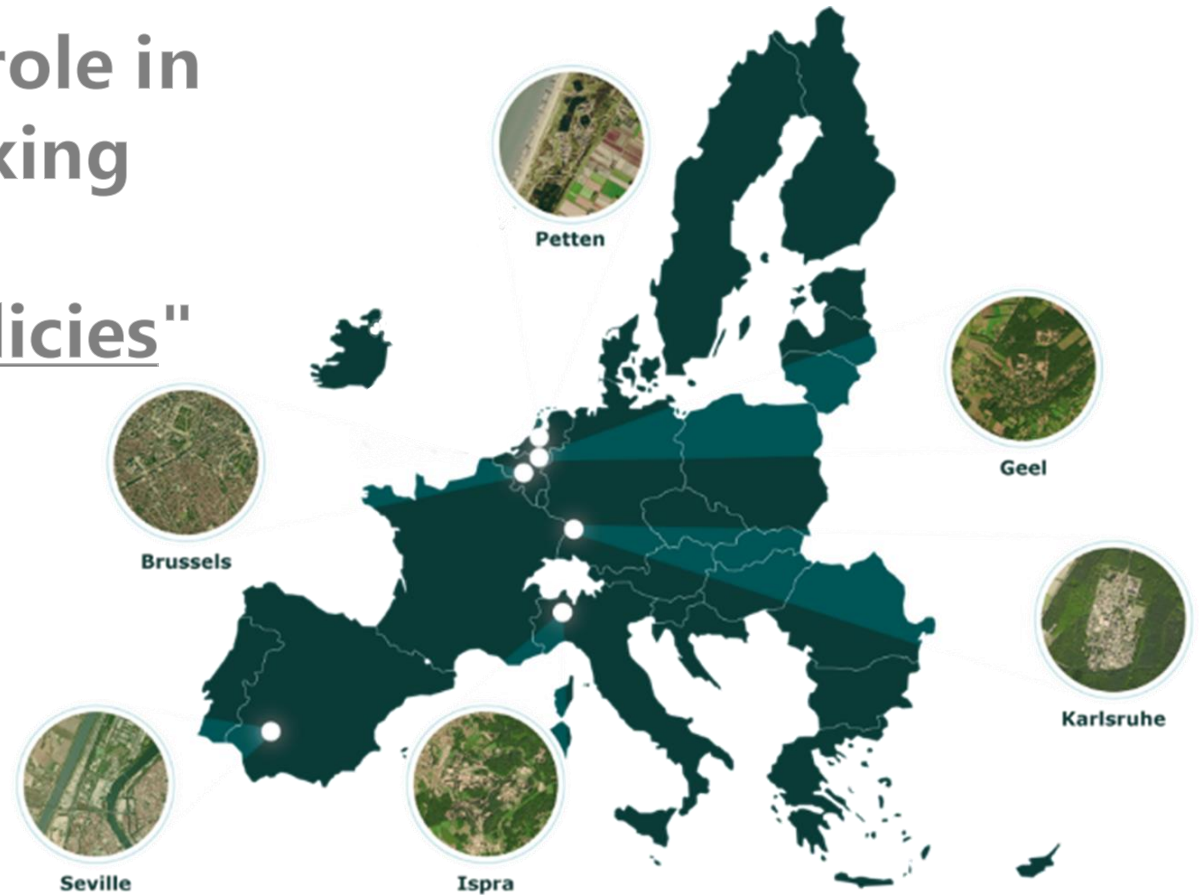 role in
king
licies"
Petten
Geel
Brussels
Karlsruhe
Seville
Ispra